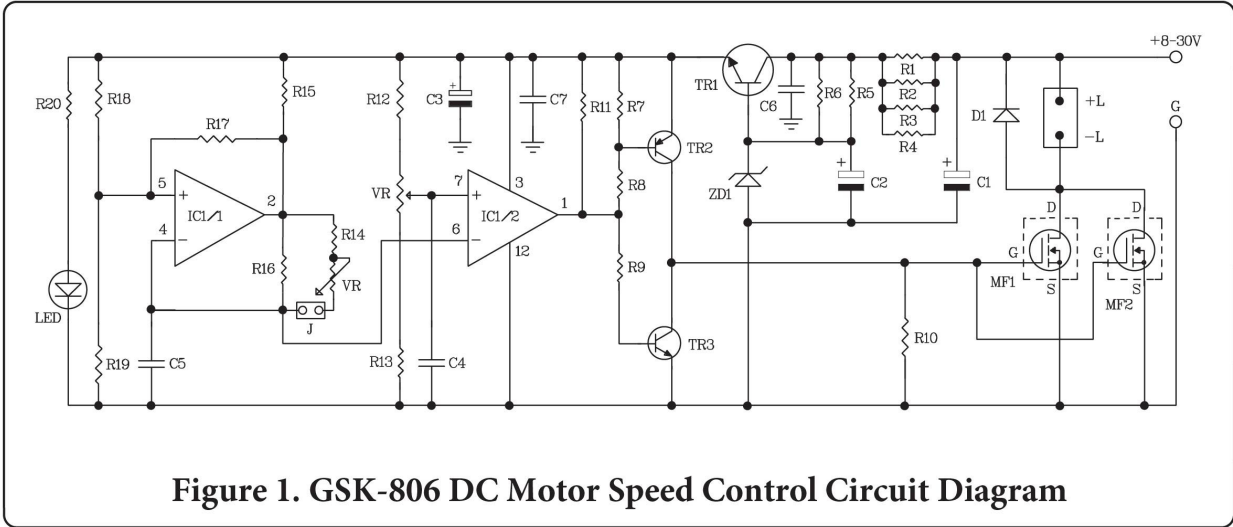 +8-30V
R20
R18
R15
R12
C3
+
C7
R11
R7
TR1
C6
R6
R5
R1
R2
R3
R4
D1
+L
-L
G
R17
5
+
2
IC1/1
4
-
VR
7
+
3
IC1/2
1
6
-
12
TR2
R8
ZD1
+
C2
+
C1
R14
R16
VR
R9
D
G
S
MF1
D
G
S
MF2
LED
J
R19
C5
R13
C4
TR3
R10
Figure 1. GSK-806 DC Motor Speed Control Circuit Diagram